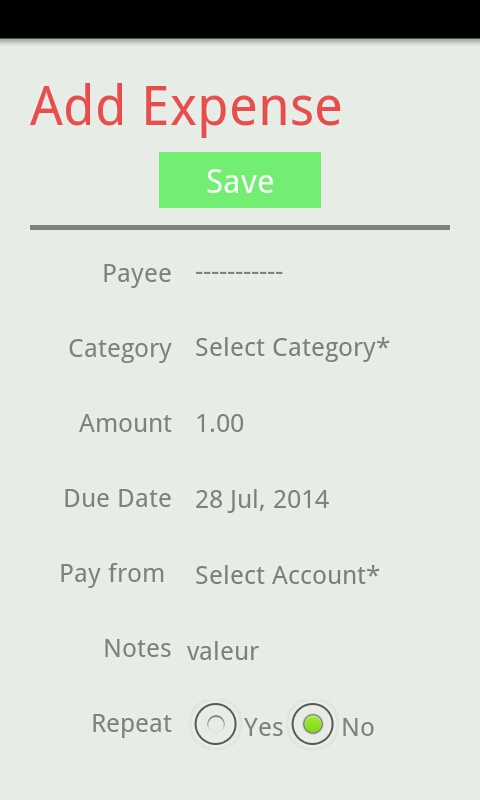 Add Expense
Save
Payee -----------
Category Select Category*
Amount 1.00
Due Date 28 Jul, 2014
Pay from Select Account*
Notes valeur
Repeat Yes No